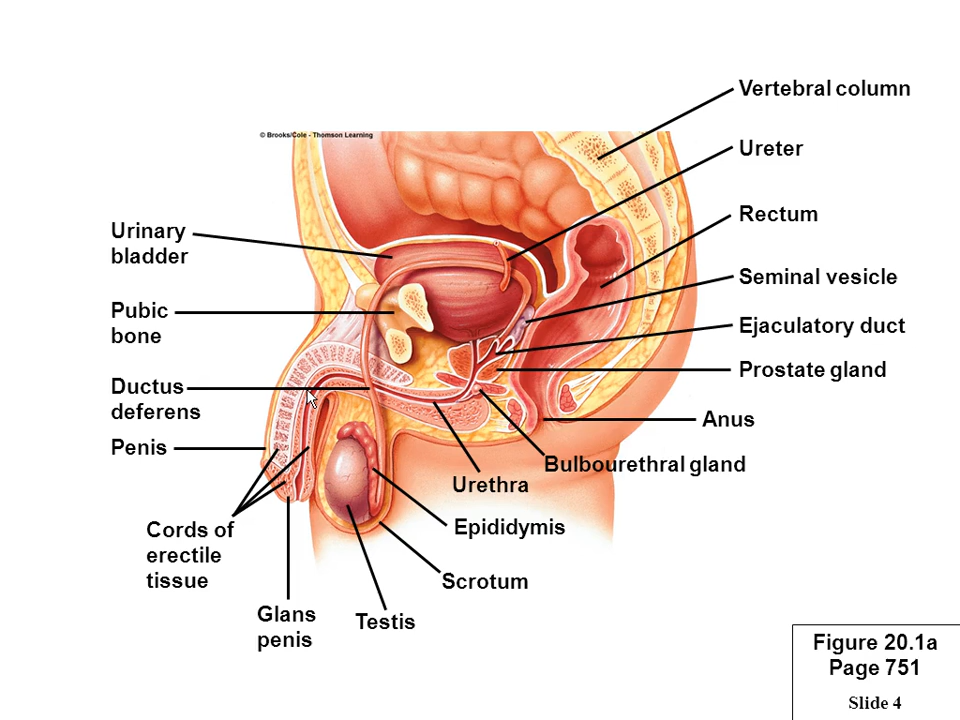 Vertebral column
© Brooks/Cole - Thomson Learning
Ureter
Rectum
Urinary
bladder
Seminal vesicle
Pubic
bone
Ejaculatory duct
Prostate gland
Ductus
deferens
Anus
Penis
Bulbourethral gland
Urethra
Cords of
erectile
tissue
Epididymis
Scrotum
Glans
penis
Testis
Figure 20.1a
Page 751
Slide 4